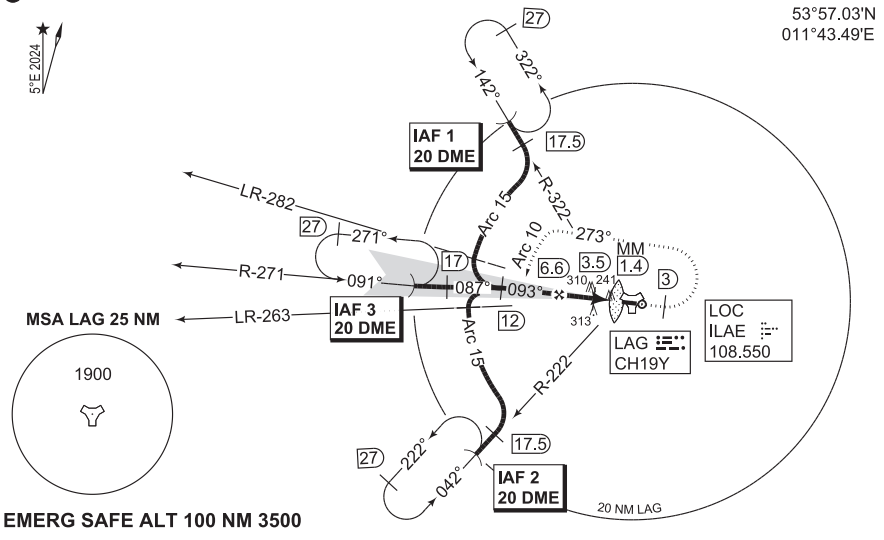 53°57.03'N
011°43.49'E
5°E 2024
27
322°
142°
IAF 1
20 DME
17.5
LR-282
R-322
Arc 15
27
271°
Arc 10
273°
MM
R-271
091°
17
087°
093°
6.6
3.5
1.4
3
310
241
313
IAF 3
20 DME
LR-263
12
MSA LAG 25 NM
1900
Arc 15
R-222
LAG
CH19Y
LOC
ILAE
108.550
17.5
27
222°
042°
IAF 2
20 DME
20 NM LAG
EMERG SAFE ALT 100 NM 3500